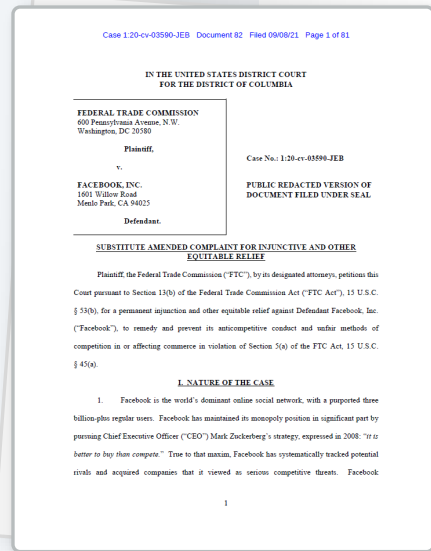 Case 1:20-cv-03590-JEB Document 82 Filed 09/08/21 Page 1 of 81
IN THE UNITED STATES DISTRICT COURT
FOR THE DISTRICT OF COLUMBIA
FEDERAL TRADE COMMISSION
600 Pennsylvania Avenue, N.W.
Washington, DC 20580
Plaintiff,
v.
FACEBOOK, INC.
1601 Willow Road
Menlo Park, CA 94025
Defendant.
Case No.: 1:20-cv-03590-JEB
PUBLIC REDACTED VERSION OF
DOCUMENT FILED UNDER SEAL
SUBSTITUTE AMENDED COMPLAINT FOR INJUNCTIVE AND OTHER
EQUITABLE RELIEF
Plaintiff, the Federal Trade Commission (“FTC”), by its designated attorneys, petitions this
Court pursuant to Section 13(b) of the Federal Trade Commission Act (“FTC Act”), 15 U.S.C.
§ 53(b), for a permanent injunction and other equitable relief against Defendant Facebook, Inc.
(“Facebook”), to remedy and prevent its anticompetitive conduct and unfair methods of
competition in or affecting commerce in violation of Section 5(a) of the FTC Act, 15 U.S.C.
§ 45(a).
I. NATURE OF THE CASE
1. Facebook is the world’s dominant online social network, with a purported three
billion-plus regular users. Facebook has maintained its monopoly position in significant part by
pursuing Chief Executive Officer (“CEO”) Mark Zuckerberg’s strategy, expressed in 2008: “it is
better to buy than compete.” True to that maxim, Facebook has systematically tracked potential
rivals and acquired companies that it viewed as serious competitive threats. Facebook
1